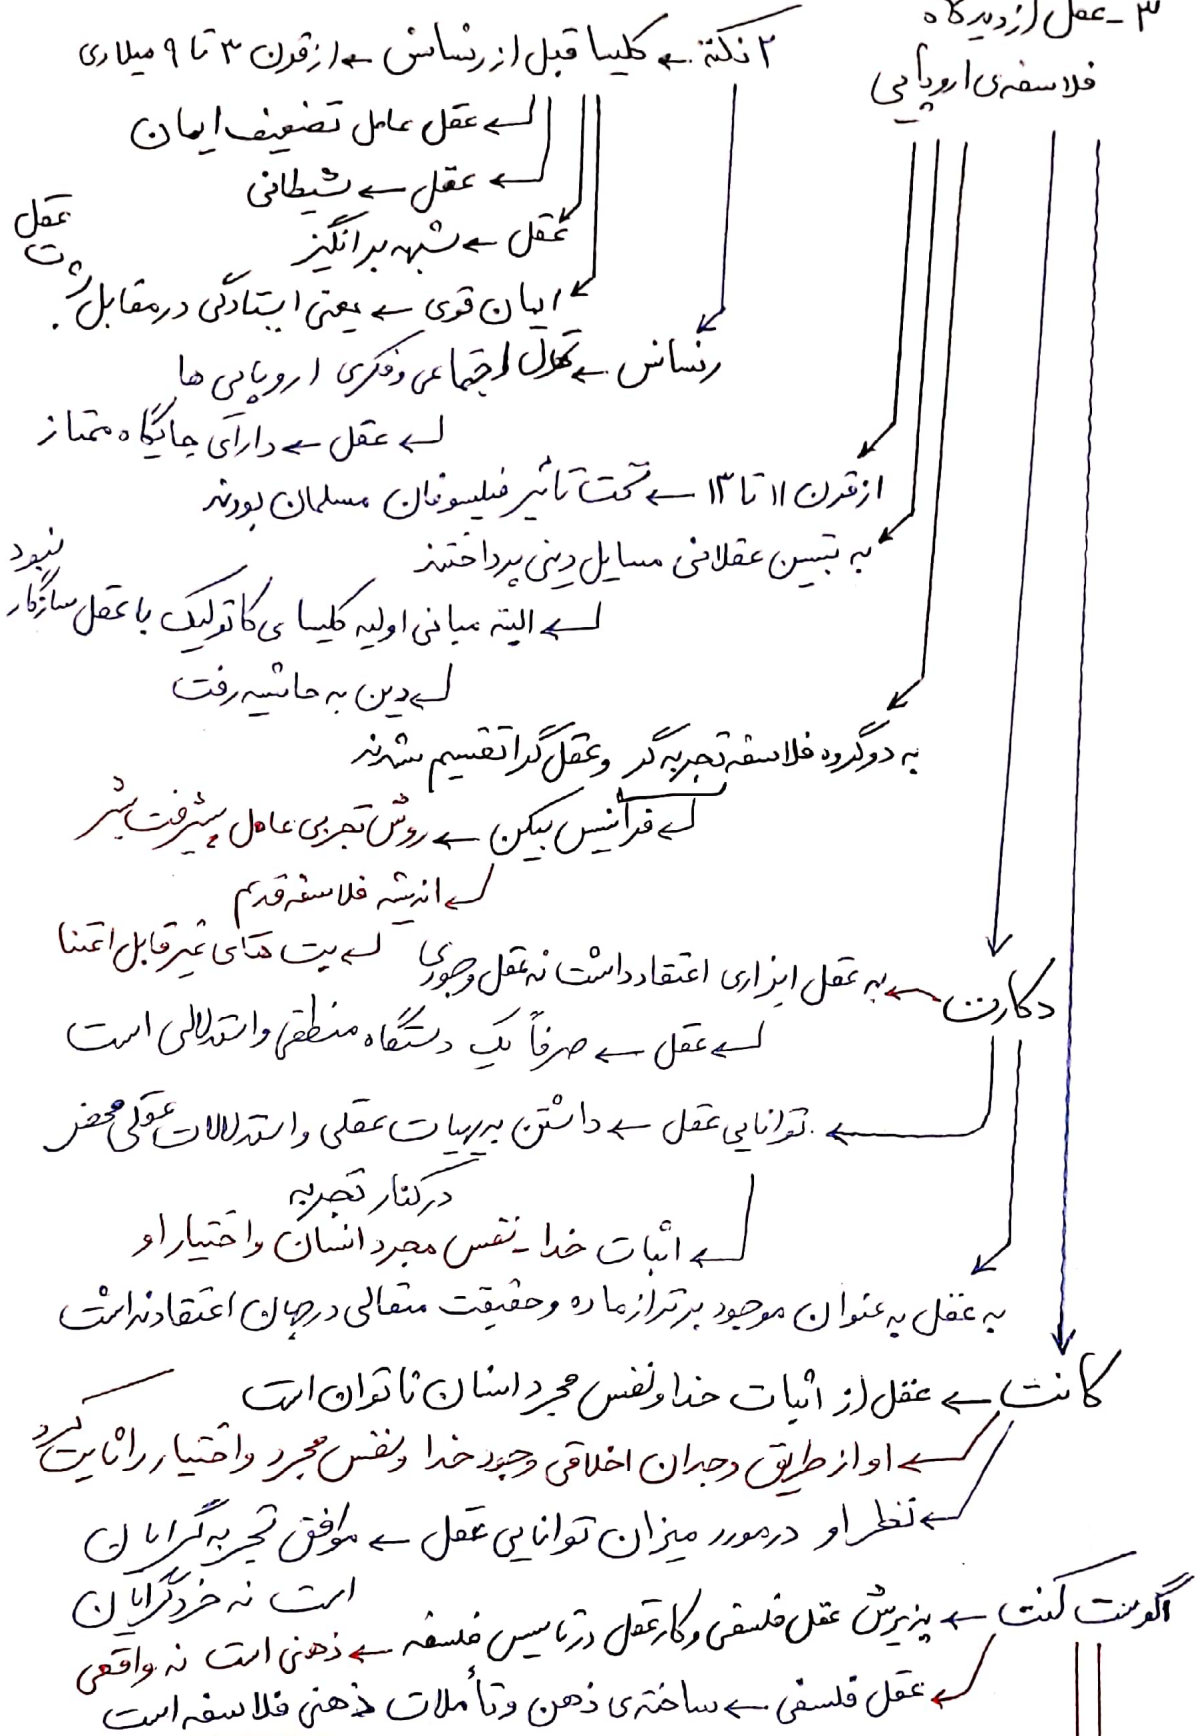 ۳ - عقل از دیدگاه
فلاسفه‌ی اروپایی
۲ نکته ← کلیسا قبل از رنسانس ← از قرن ۳ تا ۹ میلادی
← عقل عامل تضعیف ایمان
← عقل ← شیطانی
عقل ← شبهه برانگیز
ایمان قوی ← یعنی ایستادگی در مقابل
عقل
رنسانس ← تحول اجتماعی و فکری اروپایی ها
← عقل ← دارای جایگاه ممتاز
از قرن ۱۱ تا ۱۳ ← تحت تاثیر فیلسوفان مسلمان بودند
به تبیین عقلانی مسایل دینی پرداختند
← البته مبانی اولیه کلیسا ی کاتولیک با عقل سازگار
نبود
← دین به حاشیه رفت
به دو گروه فلاسفه تجربه گر و عقل گرا تقسیم شدند
← فرانسیس بیکن ← روش تجربی عامل پیشرفت بشر
← اندیشه فلاسفه قدیم
← بت های غیر قابل اعتنا
دکارت ← به عقل ابزاری اعتقاد داشت نه عقل وجودی
← عقل ← صرفاً یک دستگاه منطقی و استدلالی است
← توانایی عقل ← داشتن بدیهیات عقلی و استدلالات عقلی محض
در کنار تجربه
← اثبات خدا - نفس مجرد انسان و اختیار او
به عقل به عنوان موجود برتر از ماده و حقیقت متعالی در جهان اعتقاد نداشت
کانت ← عقل از اثبات خدا و نفس مجرد انسان ناتوان است
← او از طریق وجدان اخلاقی وجود خدا و نفس مجرد و اختیار را ثابت کرد
← نظر او در مورد میزان توانایی عقل ← موافق تجربه گرایان
است نه خردگرایان
اگوست کنت ← پذیرش عقل فلسفی و کار عقل در تاسیس فلسفه ← ذهنی است نه واقعی
← عقل فلسفی ← ساخته‌ی ذهن و تأملات ذهنی فلاسفه است